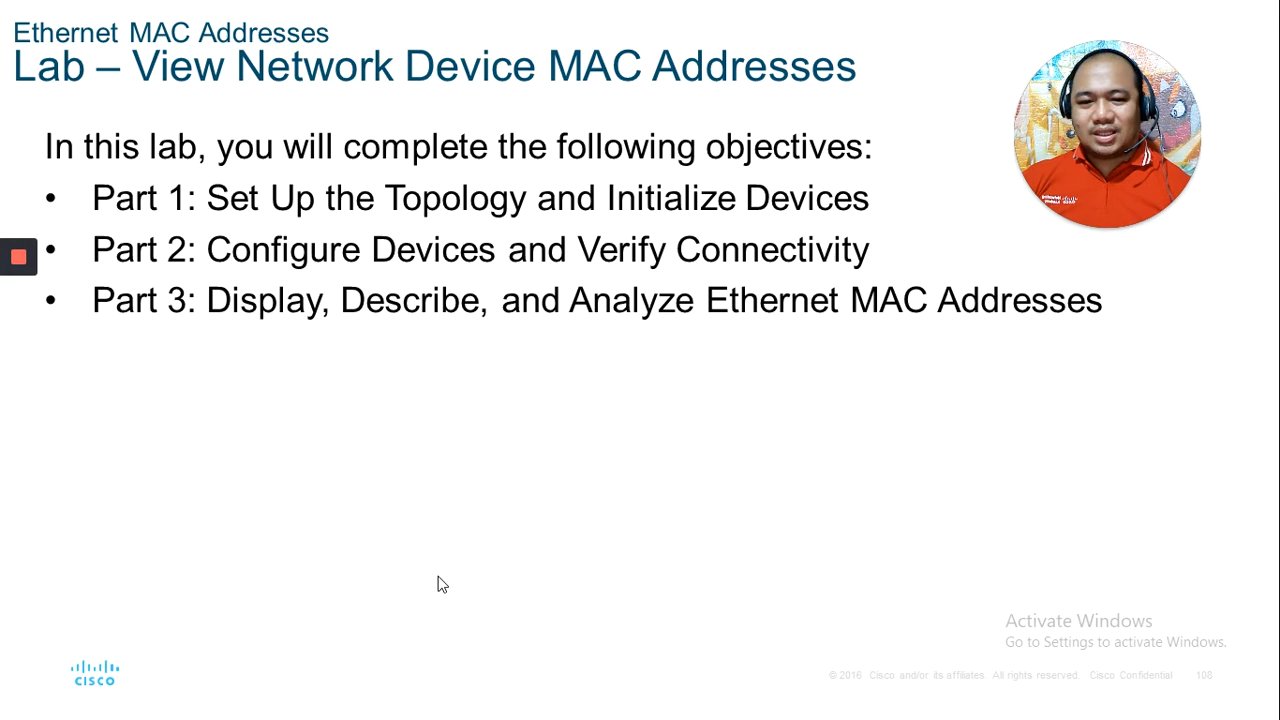 Ethernet MAC Addresses
Lab – View Network Device MAC Addresses
In this lab, you will complete the following objectives:
• Part 1: Set Up the Topology and Initialize Devices
• Part 2: Configure Devices and Verify Connectivity
• Part 3: Display, Describe, and Analyze Ethernet MAC Addresses
Activate Windows
Go to Settings to activate Windows.
CISCO
© 2016 Cisco and/or its affiliates. All rights reserved. Cisco Confidential 108